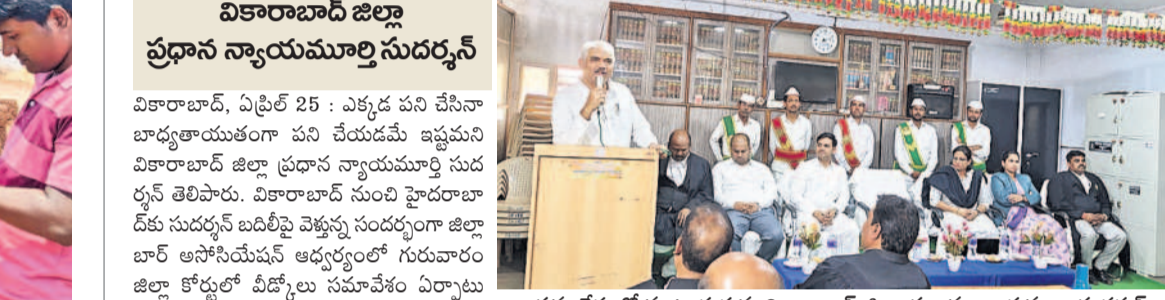 వికారాబాద్ జిల్లా
ప్రధాన న్యాయమూర్తి సుదర్శన్
వికారాబాద్, ఏప్రిల్ 25 : ఎక్కడ పని చేసినా
బాధ్యతాయుతంగా పని చేయడమే ఇష్టమని
వికారాబాద్ జిల్లా ప్రధాన న్యాయమూర్తి సుద
ర్శన్ తెలిపారు. వికారాబాద్ నుంచి హైదరాబా
ద్‌కు సుదర్శన్ బదిలీపై వెళ్తున్న సందర్భంగా జిల్లా
బార్ అసోసియేషన్ ఆధ్వర్యంలో గురువారం
జిల్లా కోర్టులో వీడ్కోలు సమావేశం ఏర్పాటు